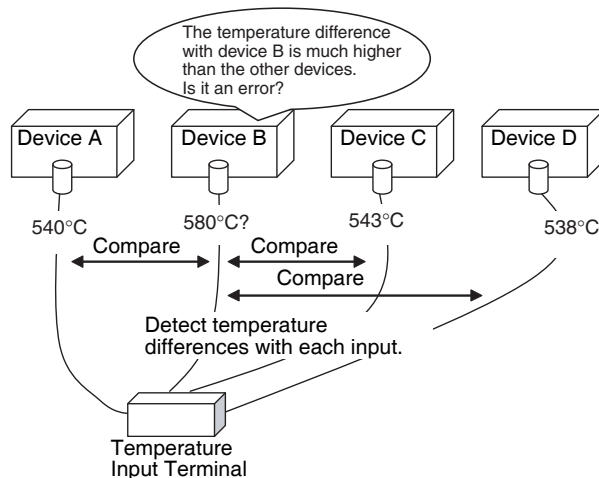 The temperature difference
with device B is much higher
than the other devices.
Is it an error?
Device A
Device B
Device C
Device D
540°C
580°C?
543°C
538°C
Compare
Compare
Compare
Detect temperature
differences with each input.
Temperature
Input Terminal